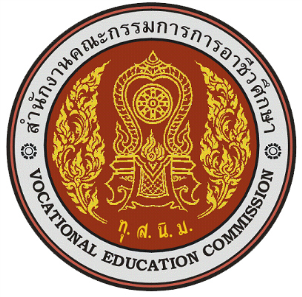 สำนักงานคณะกรรมการการอาชีวศึกษา
ทุ. ส. นิ. ม.
VOCATIONAL EDUCATION COMMISSION